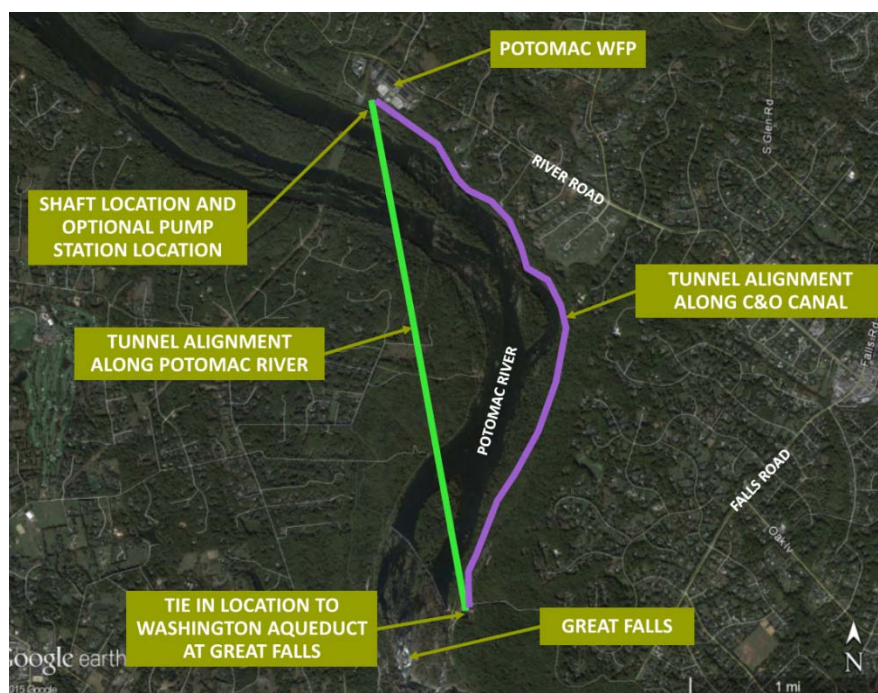 POTOMAC WFP
S Glen Rd
RIVER ROAD
SHAFT LOCATION AND
OPTIONAL PUMP
STATION LOCATION
TUNNEL ALIGNMENT
ALONG C&O CANAL
TUNNEL ALIGNMENT
ALONG POTOMAC RIVER
Falls Rd
POTOMAC RIVER
FALLS ROAD
Oaklv
TIE IN LOCATION TO
WASHINGTON AQUEDUCT
AT GREAT FALLS
GREAT FALLS
N
Google earth
1 mi